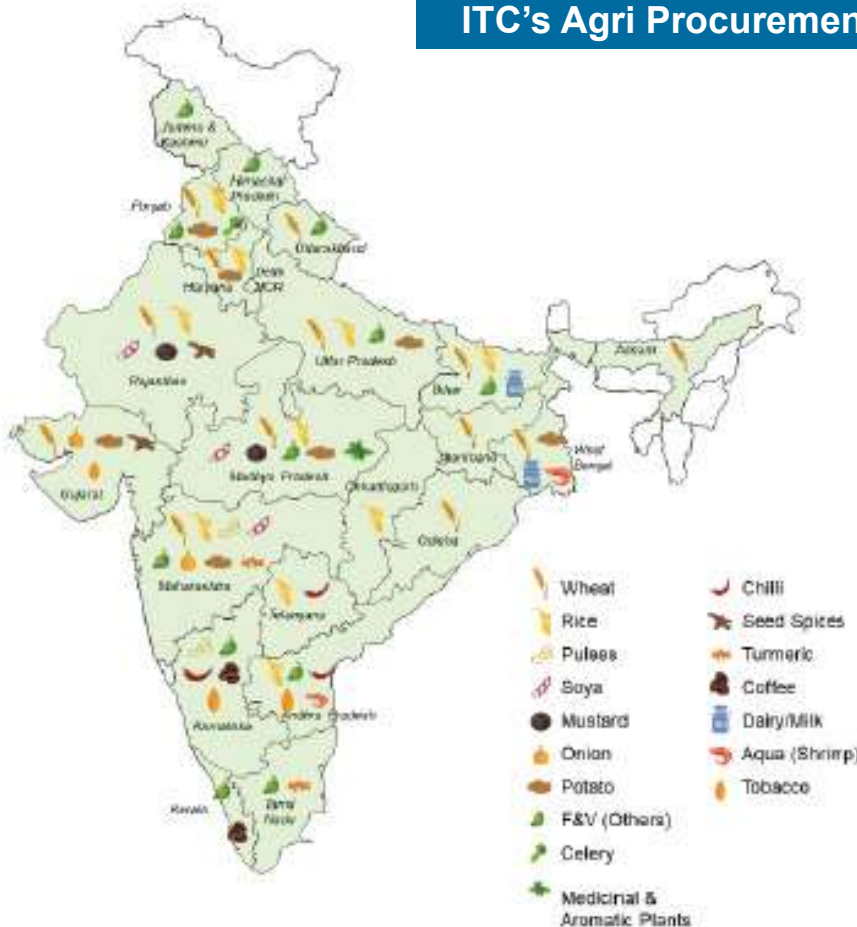 ITC's Agri Procuremen
Jammu &
Kashmir
Himachal
Pradesh
Punjab
Uttarakhand
Delhi
NCR
Haryana
Uttar Pradesh
Rajasthan
Bihar
Assam
Jharkhand
West
Bengal
Gujarat
Madhya Pradesh
Chhattisgarh
Odisha
Maharashtra
Telangana
Karnataka
Andhra Pradesh
Kerala
Tamil
Nadu
Wheat
Rice
Pulses
Soya
Mustard
Onion
Potato
F&V (Others)
Celery
Medicinal &
Aromatic Plants
Chilli
Seed Spices
Turmeric
Coffee
Dairy/Milk
Aqua (Shrimp)
Tobacco